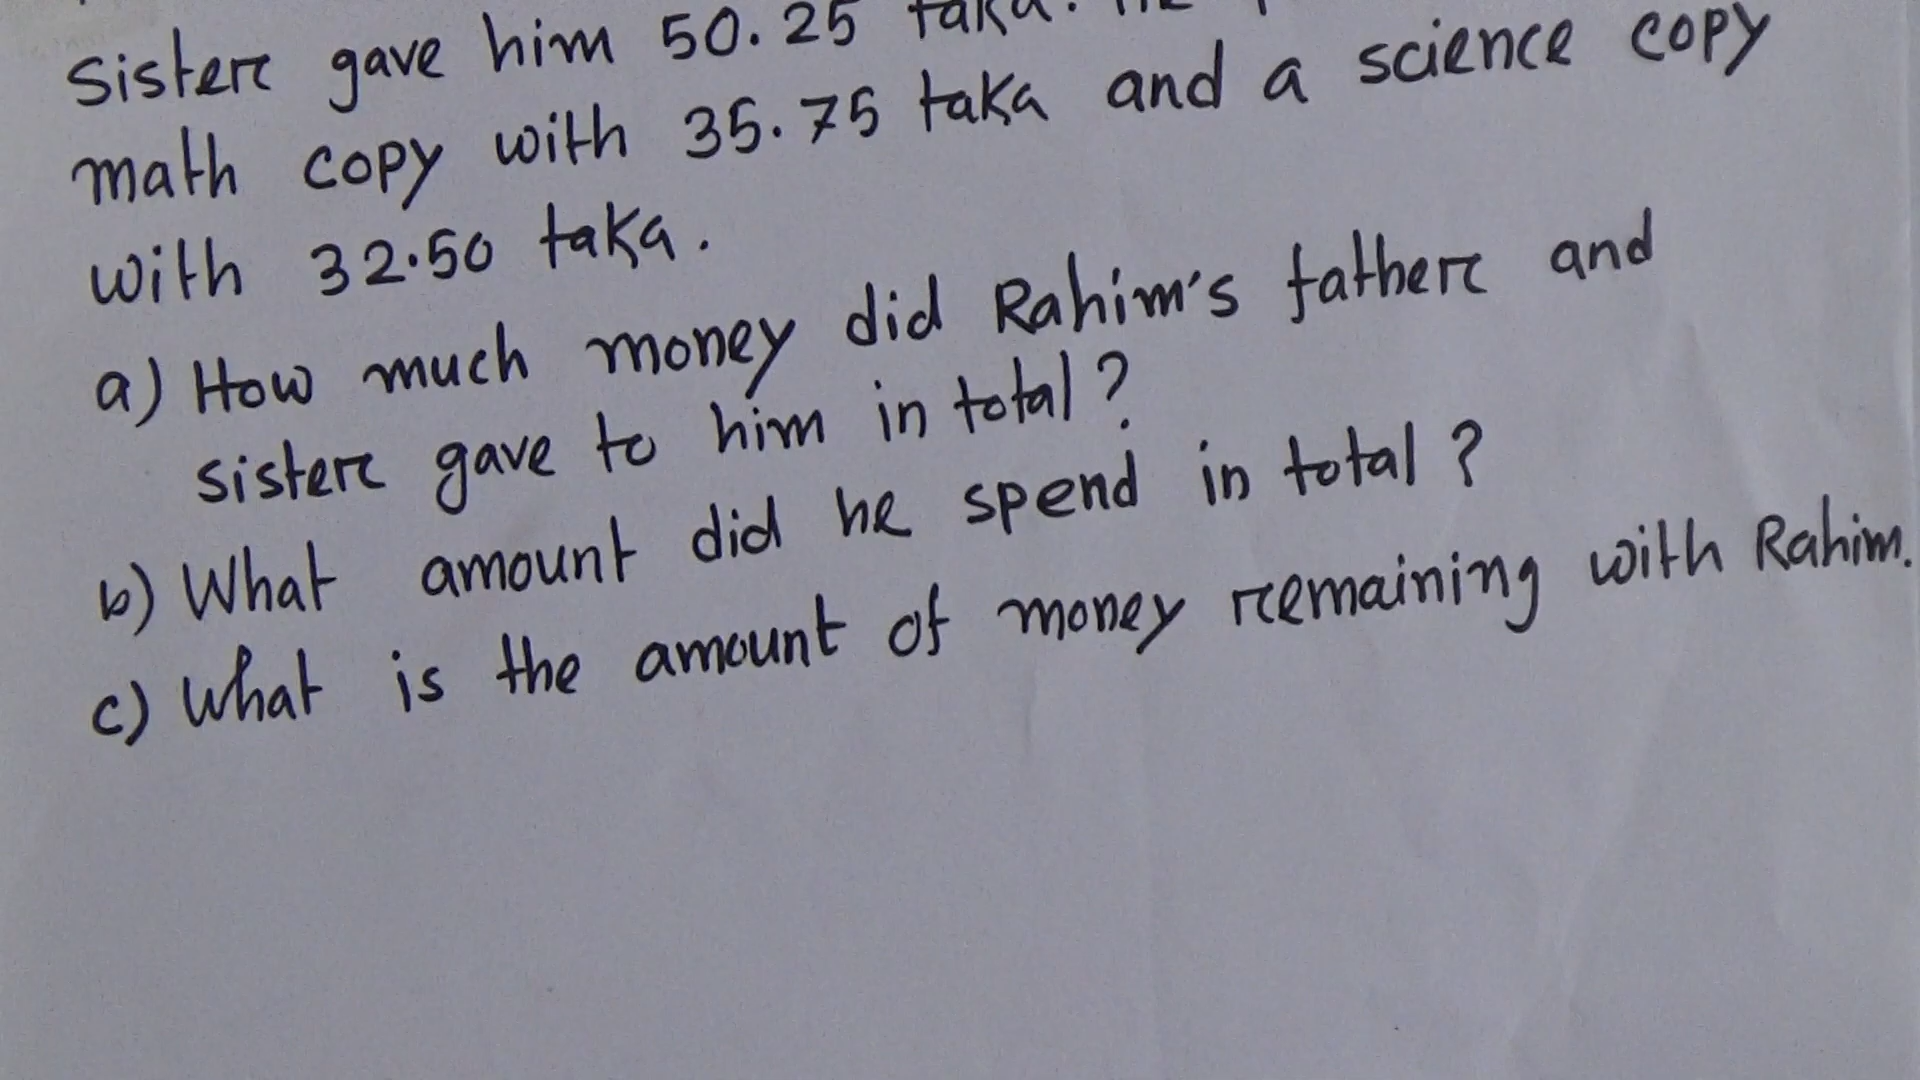 Sister gave him 50.25 taka. He
math copy with 35.75 taka and a science copy
with 32.50 taka.
a) How much money did Rahim's father and
sister gave to him in total?
b) What amount did he spend in total?
c) What is the amount of money remaining with Rahim.